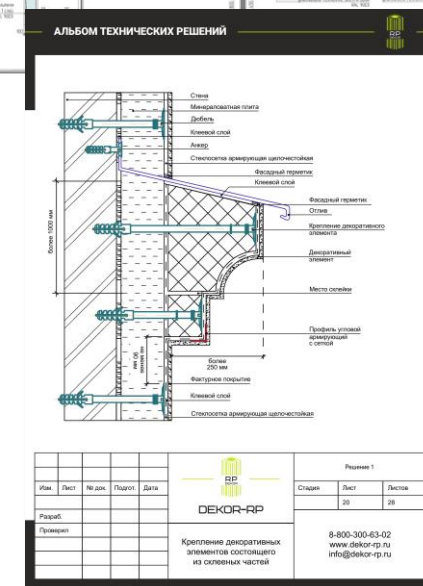 АЛЬБОМ ТЕХНИЧЕСКИХ РЕШЕНИЙ
RP
Стена
Минераловатная плита
Дюбель
Клеевой слой
Анкер
Стеклосетка армирующая щелочестойкая
Фасадный герметик
Клеевой слой
Фасадный герметик
Отлив
Крепление декоративного
элемента
Декоративный
элемент
Место склейки
Профиль угловой
армирующий
с сеткой
более 1000 мм
не менее
90 мм
более
250 мм
Фактурное покрытие
Клеевой слой
Стеклосетка армирующая щелочестойкая
Изм. Лист № док. Подпст. Дата
Разраб.
Проверил
RP
DEKOR-RP
Крепление декоративных
элементов состоящего
из склееных частей
Решение 1
Стадия Лист Листов
20 28
8-800-300-63-02
www.dekor-rp.ru
info@dekor-rp.ru